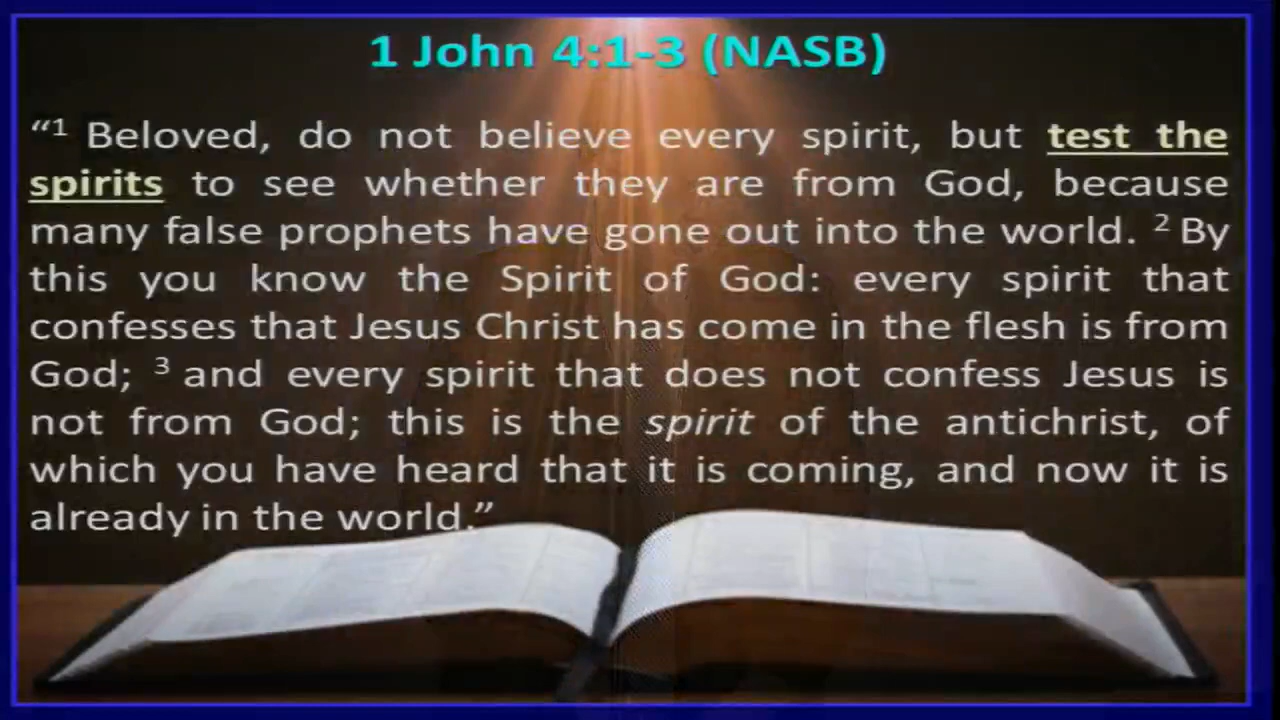 1 John 4:1-3 (NASB)
“1 Beloved, do not believe every spirit, but test the
spirits to see whether they are from God, because
many false prophets have gone out into the world. 2 By
this you know the Spirit of God: every spirit that
confesses that Jesus Christ has come in the flesh is from
God; 3 and every spirit that does not confess Jesus is
not from God; this is the spirit of the antichrist, of
which you have heard that it is coming, and now it is
already in the world.”